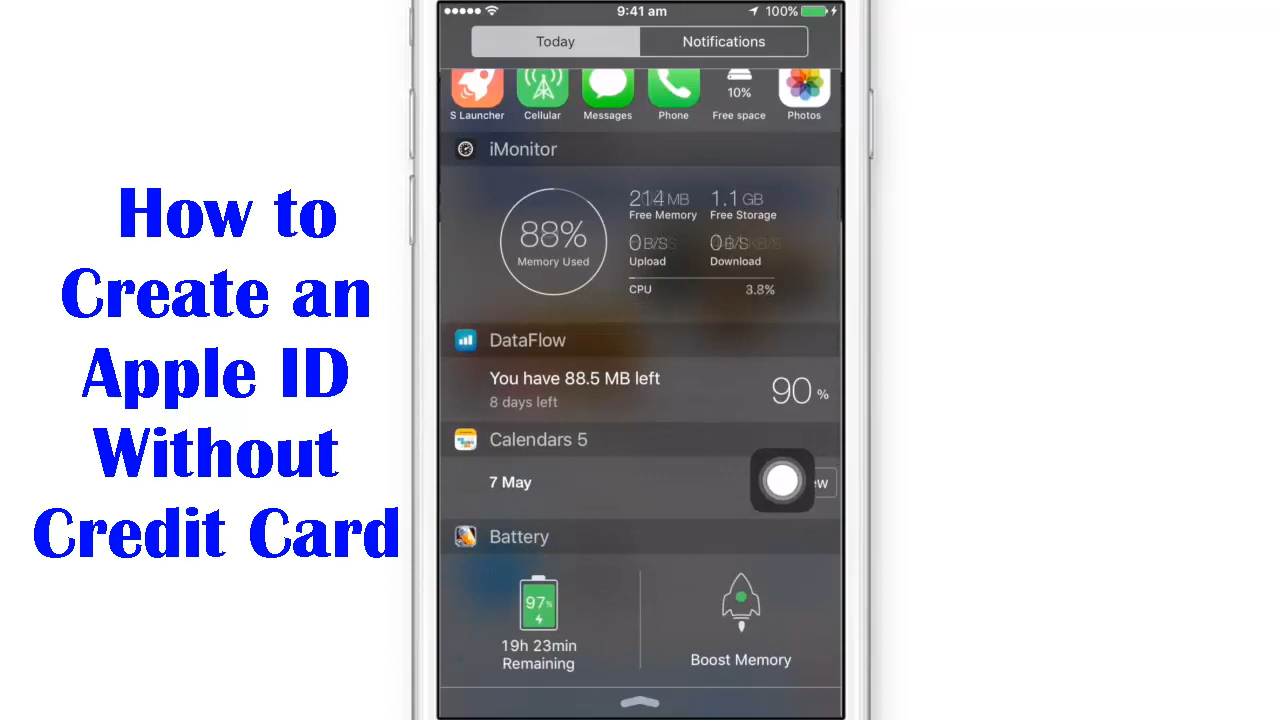 9:41 am
100%
Today
Notifications
S Launcher
Cellular
Messages
Phone
10%
Free space
Photos
iMonitor
How to
Create an
Apple ID
Without
Credit Card
88%
Memory Used
MB
Free Memory
1.1 GB
Free Storage
Upload
Download
CPU
3.8%
DataFlow
You have 88.5 MB left
8 days left
90 %
Calendars 5
7 May
Battery
97%
19h 23min
Remaining
Boost Memory